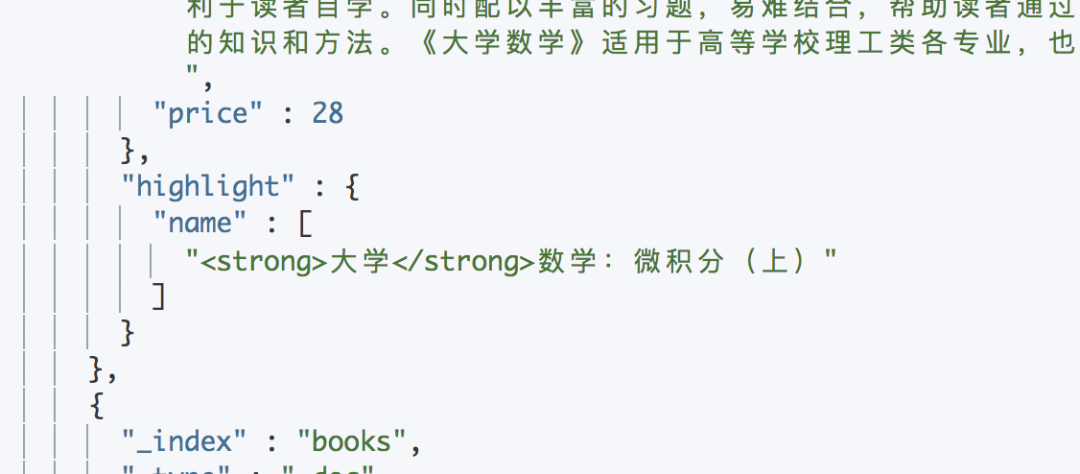 利于读者自学。同时配以丰富的习题，易难结合，帮助读者通过
的知识和方法。《大学数学》适用于高等学校理工类各专业，也
",
"price" : 28
},
"highlight" : {
"name" : [
"<strong>大学</strong>数学：微积分（上）"
]
}
},
{
"_index" : "books",
"_type" : "_doc"